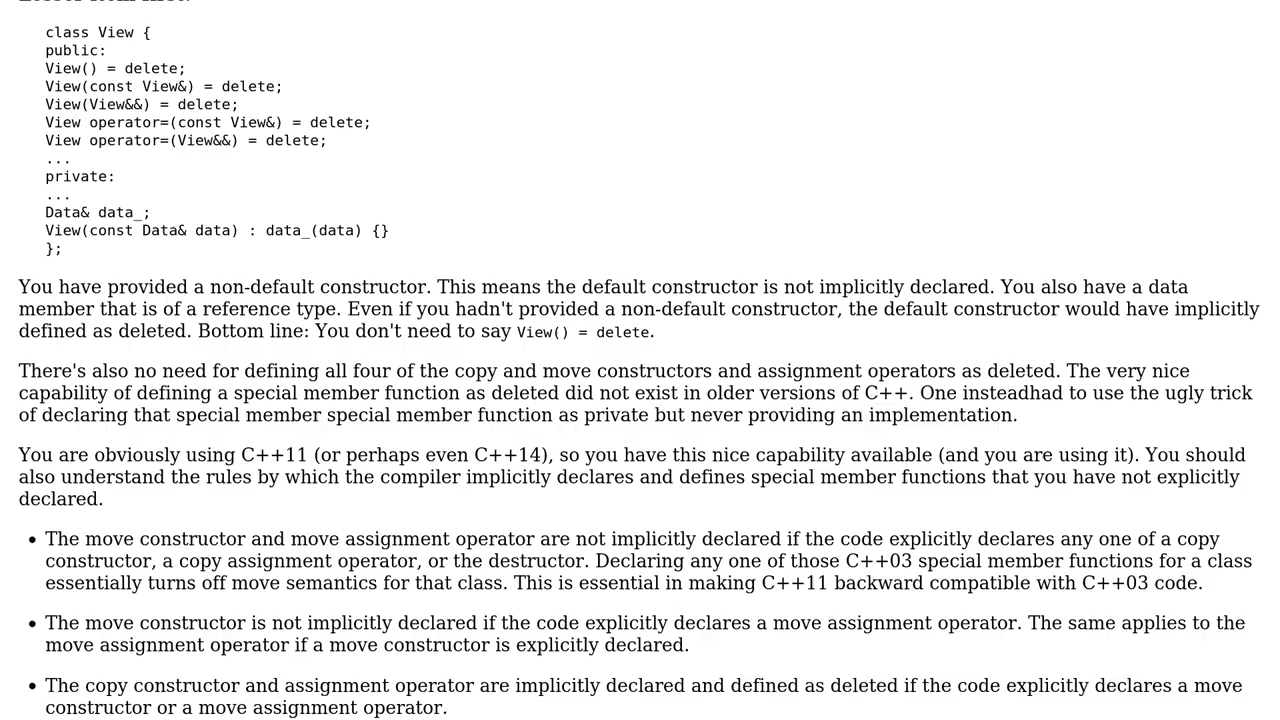 class View {
public:
View() = delete;
View(const View&) = delete;
View(View&&) = delete;
View operator=(const View&) = delete;
View operator=(View&&) = delete;
...
private:
...
Data& data_;
View(const Data& data) : data_(data) {}
};
You have provided a non-default constructor. This means the default constructor is not implicitly declared. You also have a data
member that is of a reference type. Even if you hadn't provided a non-default constructor, the default constructor would have implicitly
defined as deleted. Bottom line: You don't need to say View() = delete.
There's also no need for defining all four of the copy and move constructors and assignment operators as deleted. The very nice
capability of defining a special member function as deleted did not exist in older versions of C++. One insteadhad to use the ugly trick
of declaring that special member special member function as private but never providing an implementation.
You are obviously using C++11 (or perhaps even C++14), so you have this nice capability available (and you are using it). You should
also understand the rules by which the compiler implicitly declares and defines special member functions that you have not explicitly
declared.
• The move constructor and move assignment operator are not implicitly declared if the code explicitly declares any one of a copy
constructor, a copy assignment operator, or the destructor. Declaring any one of those C++03 special member functions for a class
essentially turns off move semantics for that class. This is essential in making C++11 backward compatible with C++03 code.
• The move constructor is not implicitly declared if the code explicitly declares a move assignment operator. The same applies to the
move assignment operator if a move constructor is explicitly declared.
• The copy constructor and assignment operator are implicitly declared and defined as deleted if the code explicitly declares a move
constructor or a move assignment operator.